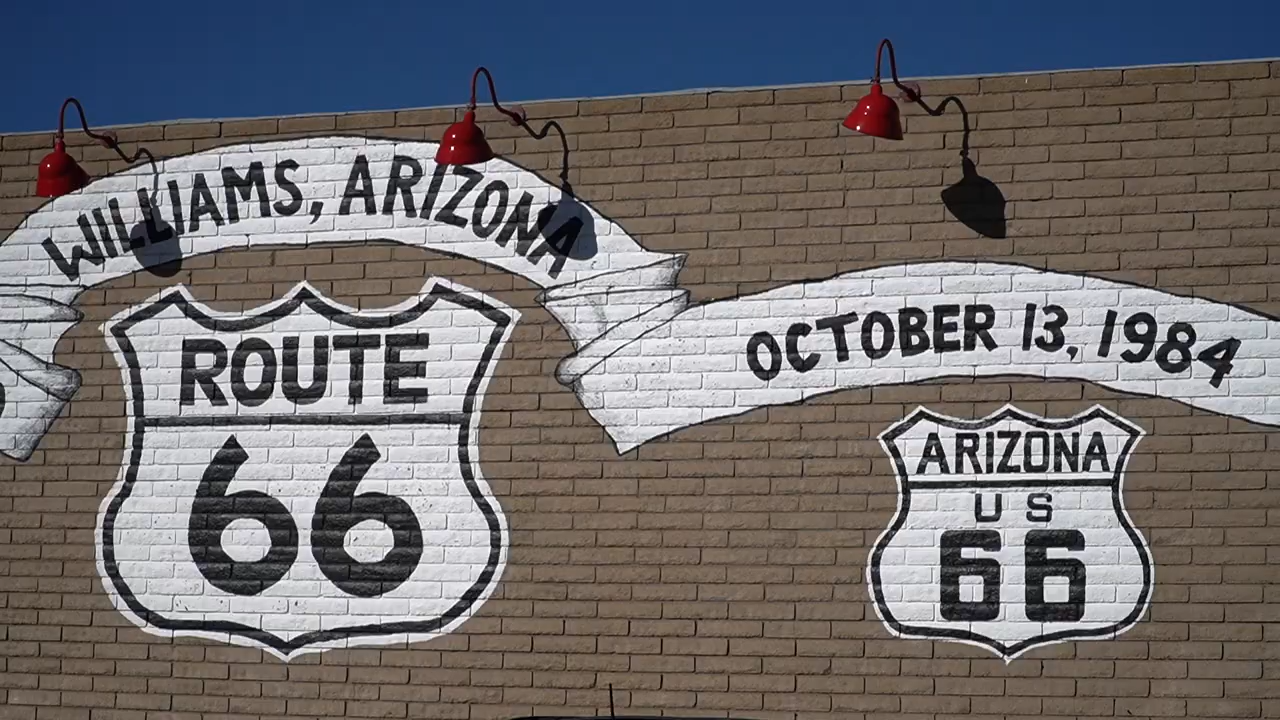 WILLIAMS, ARIZONA
ROUTE
66
OCTOBER 13, 1984
ARIZONA
US
66